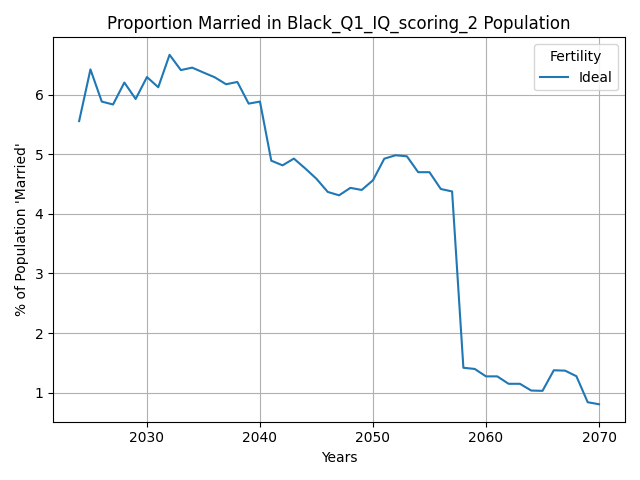 Proportion Married in Black_Q1_IQ_scoring_2 Population
Fertility
Ideal
% of Population 'Married'
6
5
4
3
2
1
2030 2040 2050 2060 2070
Years